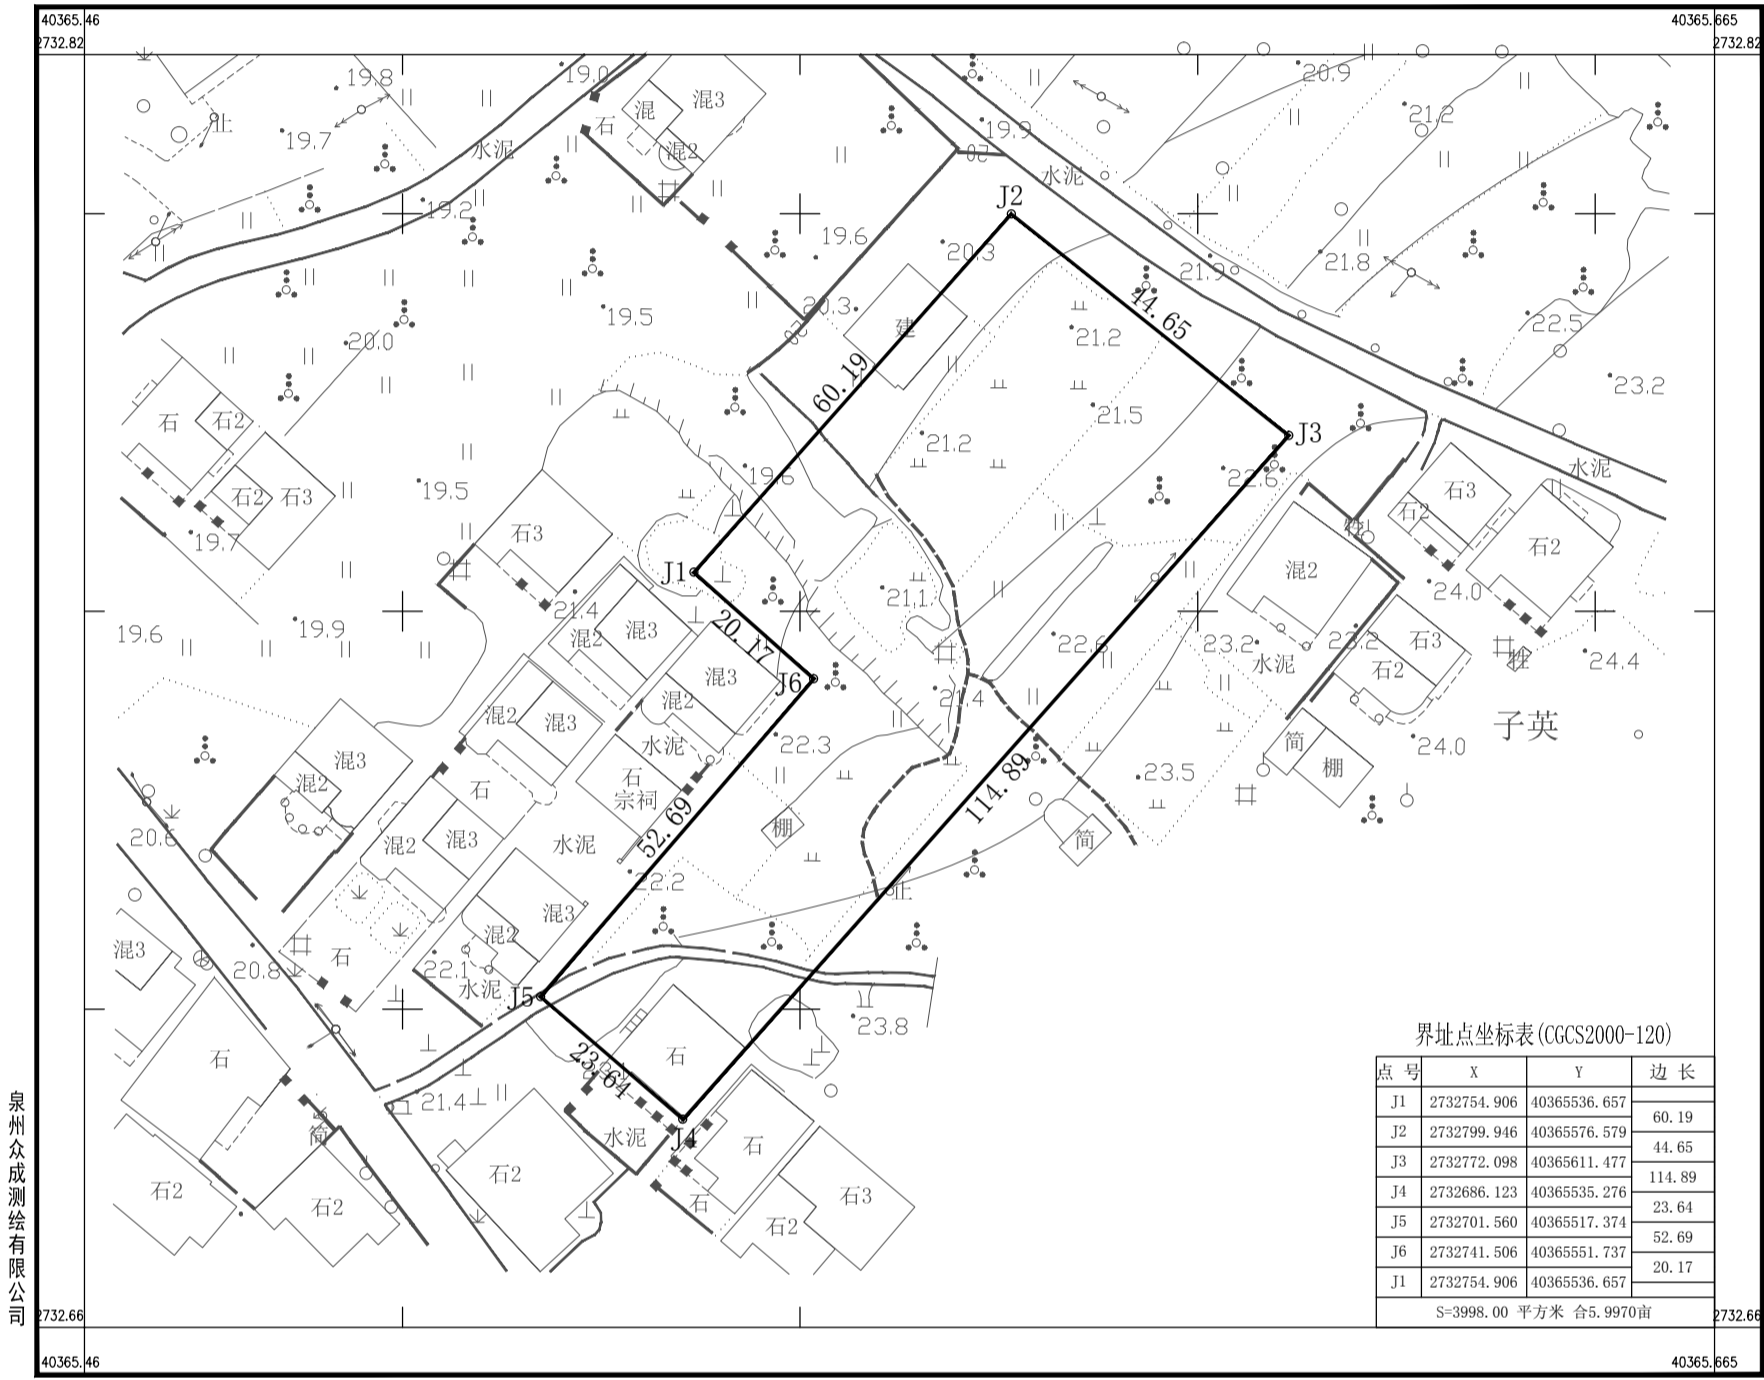 40365.46
40365.665
2732.82
2732.82
19.8
19.0
混
混3
20.9
21.2
止
19.7
水泥
石
混2
19.9
20
水泥
J2
19.2
19.6
20.3
21.9
21.8
20.0
19.5
20.3
20
建
44.65
21.2
22.5
60.19
23.2
石
石2
21.5
21.2
J3
石2
石3
19.5
19.6
22.6
水泥
石3
石2
19.7
石3
石2
混2
J1
21.4
21.1
24.0
19.6
19.9
混2
混3
20.17
22.6
23.2
23.2
石3
水泥
石2
牲
24.4
混3
J6
混2
21.4
混2
混3
水泥
22.3
子英
简
24.0
混3
混2
石
石
宗祠
114.89
23.5
棚
20.6
混2
混3
水泥
52.69
棚
简
22.2
止
混3
混3
混2
石
20.8
22.1
水泥
J5
23.8
石
23.64
石
21.4
水泥
J4
简
石
石2
石2
石2
石
石3
石2
界址点坐标表(CGCS2000-120)
点 号 X Y 边 长
J1 2732754.906 40365536.657
60.19
J2 2732799.946 40365576.579
44.65
J3 2732772.098 40365611.477
114.89
J4 2732686.123 40365535.276
23.64
J5 2732701.560 40365517.374
52.69
J6 2732741.506 40365551.737
20.17
J1 2732754.906 40365536.657
S=3998.00 平方米 合5.9970亩
泉州众成测绘有限公司
2732.66
2732.66
40365.46
40365.665